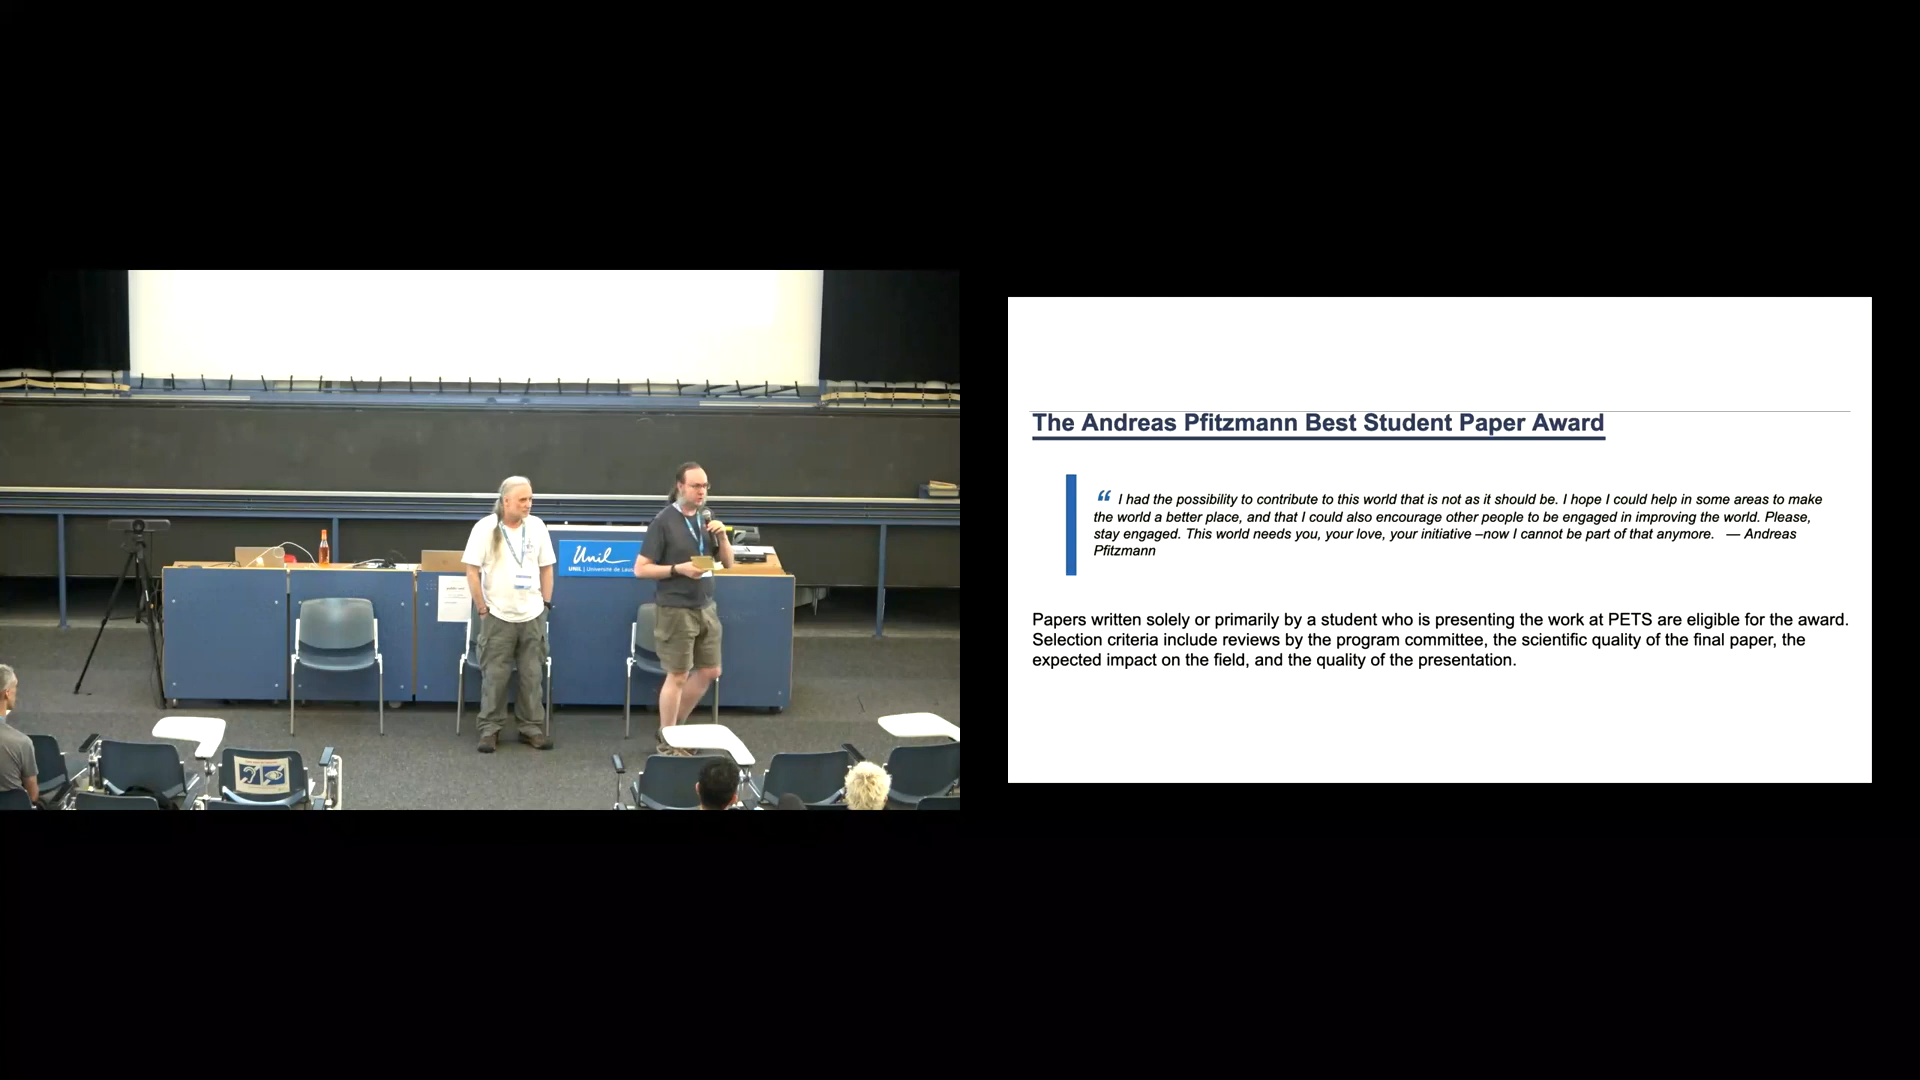 Unil
UNIL | Université de Laus
The Andreas Pfitzmann Best Student Paper Award
“ I had the possibility to contribute to this world that is not as it should be. I hope I could help in some areas to make
the world a better place, and that I could also encourage other people to be engaged in improving the world. Please,
stay engaged. This world needs you, your love, your initiative –now I cannot be part of that anymore. — Andreas
Pfitzmann
Papers written solely or primarily by a student who is presenting the work at PETS are eligible for the award.
Selection criteria include reviews by the program committee, the scientific quality of the final paper, the
expected impact on the field, and the quality of the presentation.